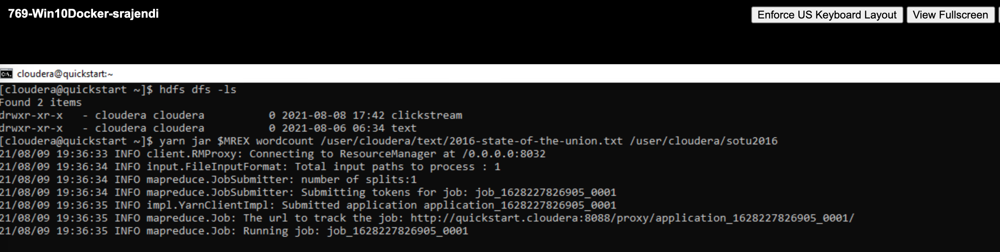 769-Win10Docker-srajendi
Enforce US Keyboard Layout View Fullscreen
C:\. cloudera@quickstart:~
[cloudera@quickstart ~]$ hdfs dfs -ls
Found 2 items
drwxr-xr-x   - cloudera cloudera          0 2021-08-08 17:42 clickstream
drwxr-xr-x   - cloudera cloudera          0 2021-08-06 06:34 text
[cloudera@quickstart ~]$ yarn jar $MREX wordcount /user/cloudera/text/2016-state-of-the-union.txt /user/cloudera/sotu2016
21/08/09 19:36:33 INFO client.RMProxy: Connecting to ResourceManager at /0.0.0.0:8032
21/08/09 19:36:34 INFO input.FileInputFormat: Total input paths to process : 1
21/08/09 19:36:34 INFO mapreduce.JobSubmitter: number of splits:1
21/08/09 19:36:34 INFO mapreduce.JobSubmitter: Submitting tokens for job: job_1628227826905_0001
21/08/09 19:36:35 INFO impl.YarnClientImpl: Submitted application application_1628227826905_0001
21/08/09 19:36:35 INFO mapreduce.Job: The url to track the job: http://quickstart.cloudera:8088/proxy/application_1628227826905_0001/
21/08/09 19:36:35 INFO mapreduce.Job: Running job: job_1628227826905_0001